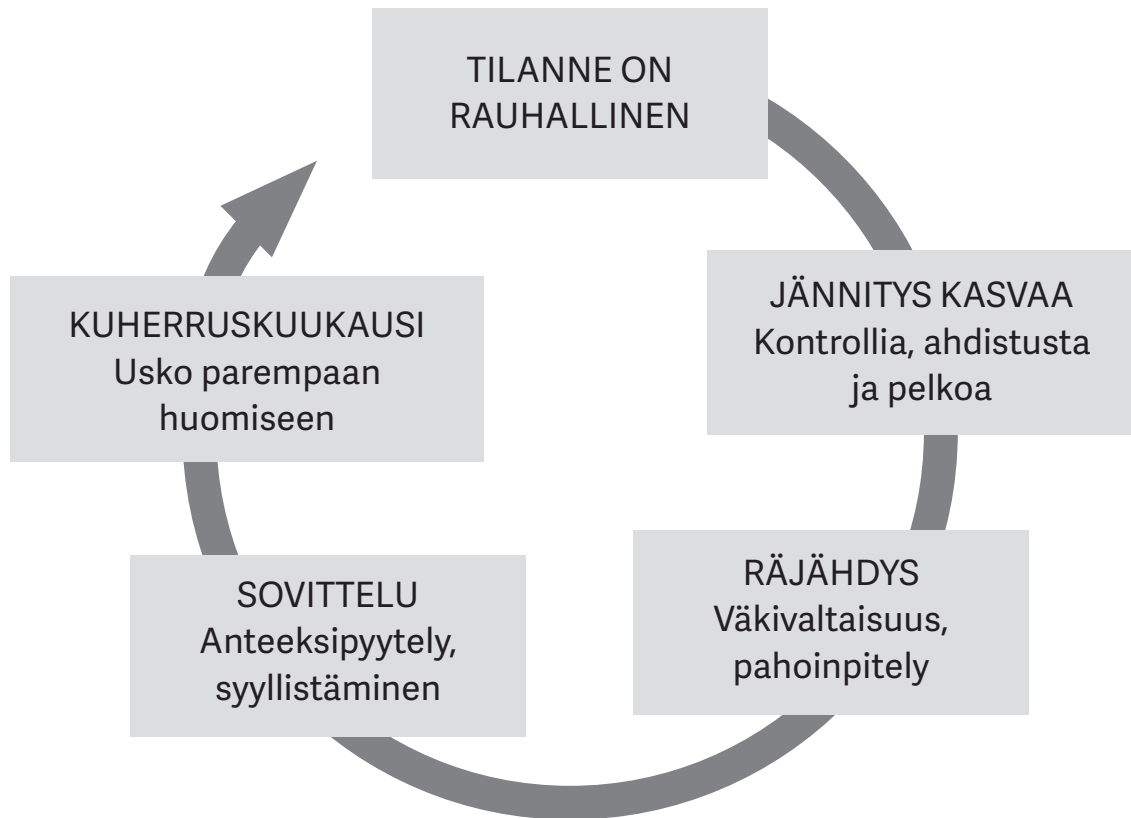 TILANNE ON
RAUHALLINEN
JÄNNITYS KASVAA
Kontrollia, ahdistusta
ja pelkoa
RÄJÄHDYS
Väkivaltaisuus,
pahoinpitely
SOVITTELU
Anteeksipyytely,
syyllistäminen
KUHERRUSKUUKAUSI
Usko parempaan
huomiseen